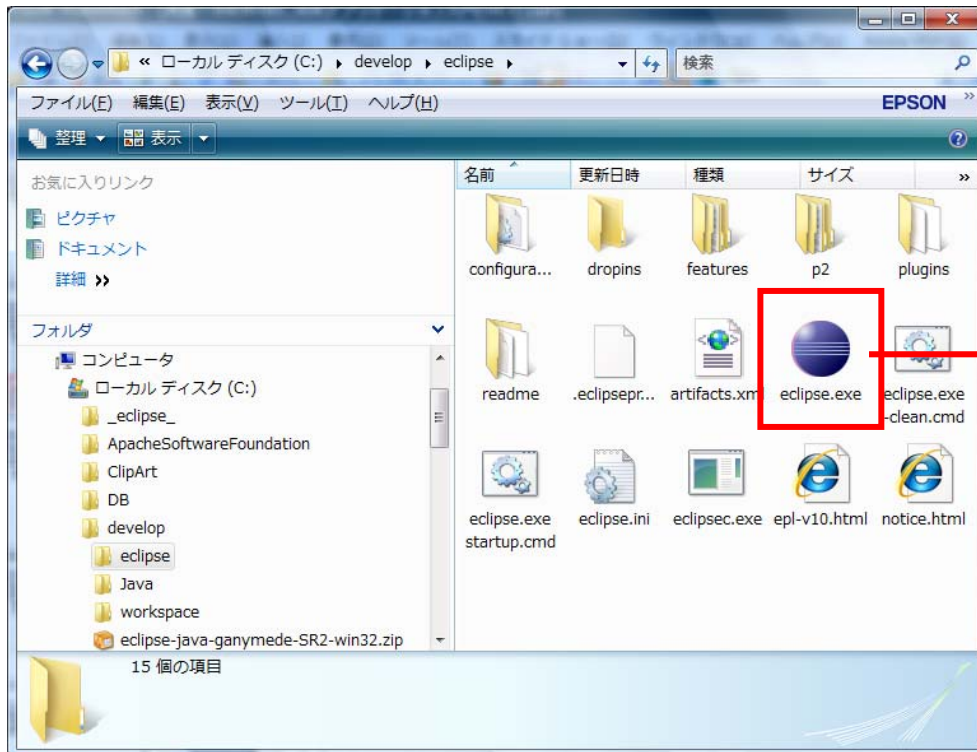 « ローカル ディスク (C:) ▸ develop ▸ eclipse ▸
検索
ファイル(F) 編集(E) 表示(V) ツール(T) ヘルプ(H)
EPSON »
整理 表示
お気に入りリンク
ピクチャ
ドキュメント
詳細 »
フォルダ
コンピュータ
ローカル ディスク (C:)
_eclipse_
ApacheSoftwareFoundation
ClipArt
DB
develop
eclipse
Java
workspace
eclipse-java-ganymede-SR2-win32.zip
名前 更新日時 種類 サイズ »
configura... dropins features p2 plugins
readme .eclipsepr... artifacts.xml eclipse.exe eclipse.exe
-clean.cmd
eclipse.exe eclipse.ini eclipsec.exe epl-v10.html notice.html
startup.cmd
15 個の項目